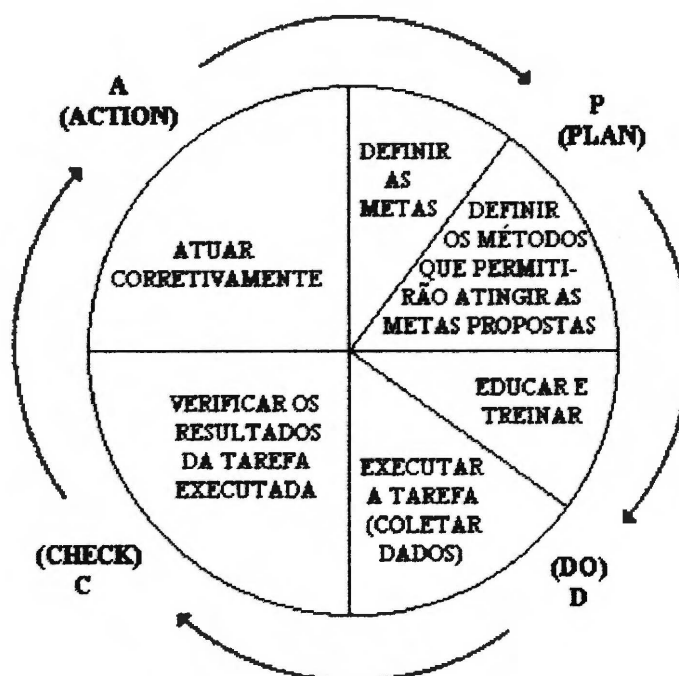 A
(ACTION)
P
(PLAN)
DEFINIR
AS
METAS
DEFINIR
OS MÉTODOS
QUE PERMITI-
RÃO ATINGIR AS
METAS PROPOSTAS
EDUCAR E
TREINAR
EXECUTAR
A TAREFA
(COLETAR
DADOS)
(DO)
D
VERIFICAR OS
RESULTADOS
DA TAREFA
EXECUTADA
(CHECK)
C
ATUAR
CORRETIVAMENTE